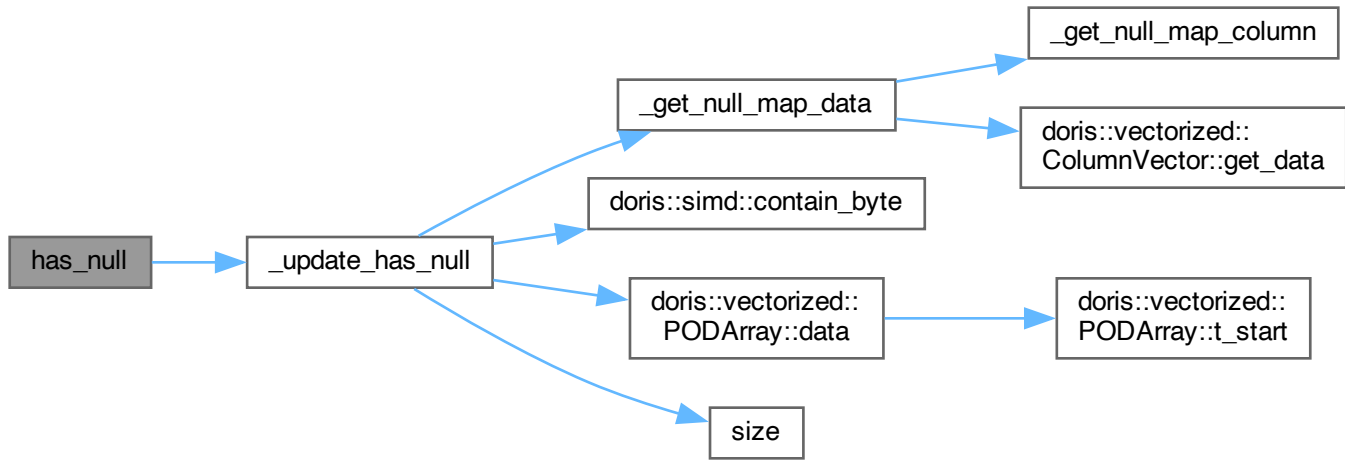 has_null
_update_has_null
_get_null_map_data
_get_null_map_column
doris::vectorized::
ColumnVector::get_data
doris::simd::contain_byte
doris::vectorized::
PODArray::data
doris::vectorized::
PODArray::t_start
size